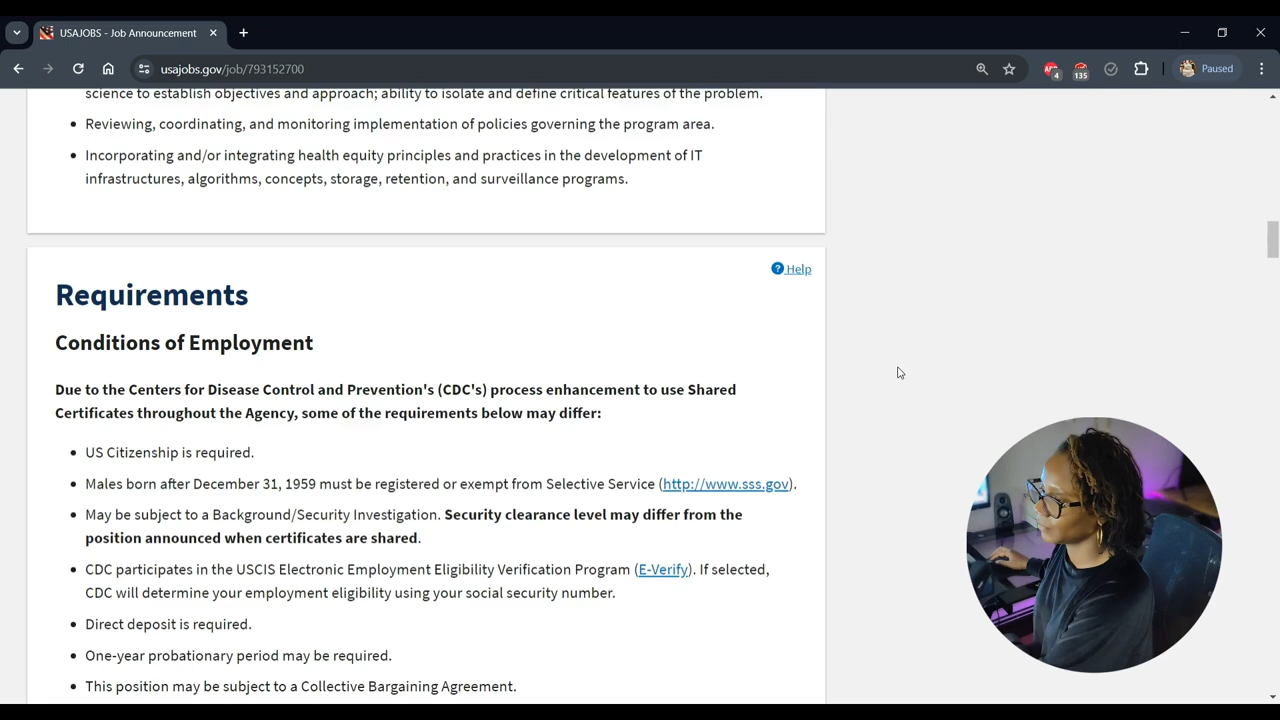 USAJOBS - Job Announcement
usajobs.gov/job/793152700
4
135
Paused
science to establish objectives and approach; ability to isolate and define critical features of the problem.
Reviewing, coordinating, and monitoring implementation of policies governing the program area.
Incorporating and/or integrating health equity principles and practices in the development of IT
infrastructures, algorithms, concepts, storage, retention, and surveillance programs.
Help
Requirements
Conditions of Employment
Due to the Centers for Disease Control and Prevention's (CDC's) process enhancement to use Shared
Certificates throughout the Agency, some of the requirements below may differ:
US Citizenship is required.
Males born after December 31, 1959 must be registered or exempt from Selective Service (http://www.sss.gov).
May be subject to a Background/Security Investigation. Security clearance level may differ from the
position announced when certificates are shared.
CDC participates in the USCIS Electronic Employment Eligibility Verification Program (E-Verify). If selected,
CDC will determine your employment eligibility using your social security number.
Direct deposit is required.
One-year probationary period may be required.
This position may be subject to a Collective Bargaining Agreement.